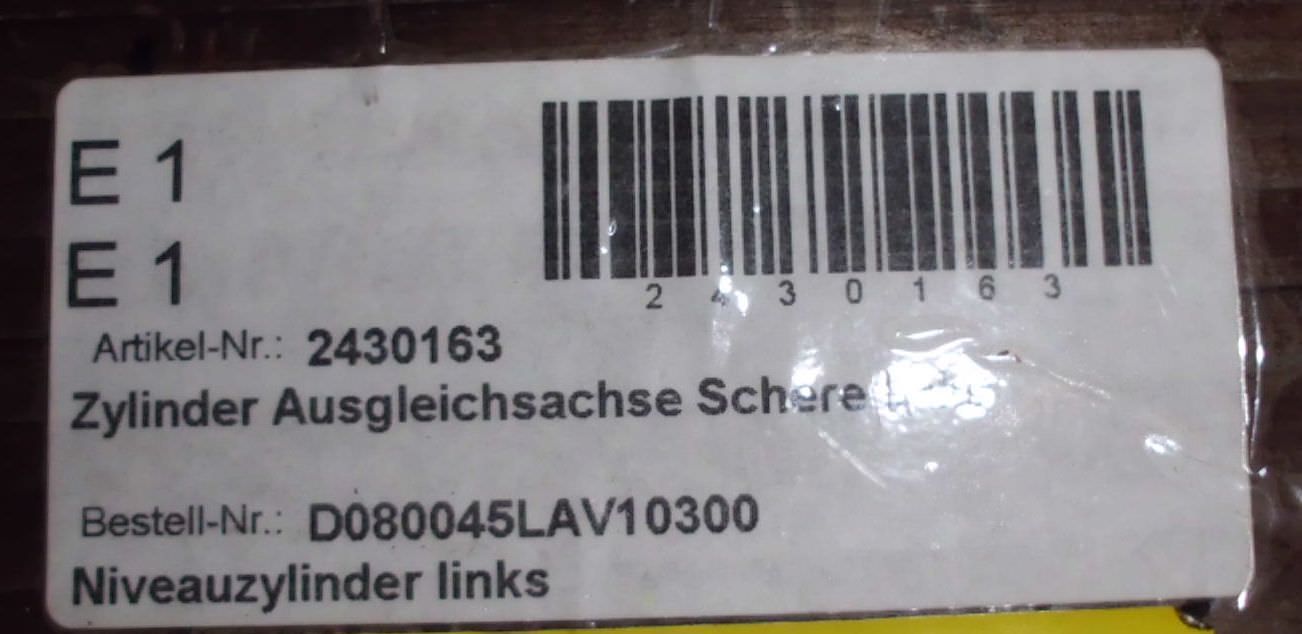 E 1
2430163
E 1
Artikel-Nr.: 2430163
Zylinder Ausgleichsachse Schere
Bestell-Nr.: D080045LAV10300
Niveauzylinder links